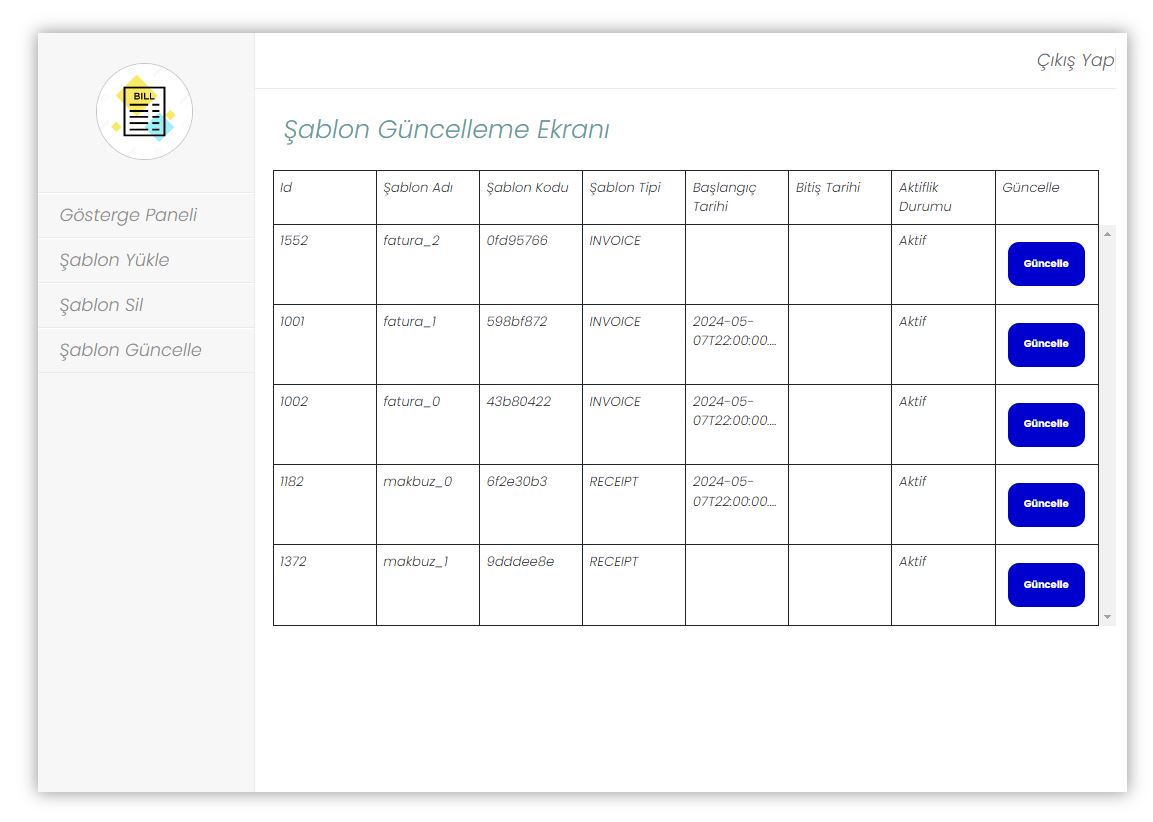 BILL
Çıkış Yap
Gösterge Paneli
Şablon Yükle
Şablon Sil
Şablon Güncelle
Şablon Güncelleme Ekranı
Id Şablon Adı Şablon Kodu Şablon Tipi Başlangıç Tarihi Bitiş Tarihi Aktiflik Durumu Güncelle
1552 fatura_2 0fd95766 INVOICE Aktif Güncelle
1001 fatura_1 598bf872 INVOICE 2024-05-07T22:00:00.... Aktif Güncelle
1002 fatura_0 43b80422 INVOICE 2024-05-07T22:00:00.... Aktif Güncelle
1182 makbuz_0 6f2e30b3 RECEIPT 2024-05-07T22:00:00.... Aktif Güncelle
1372 makbuz_1 9dddee8e RECEIPT Aktif Güncelle